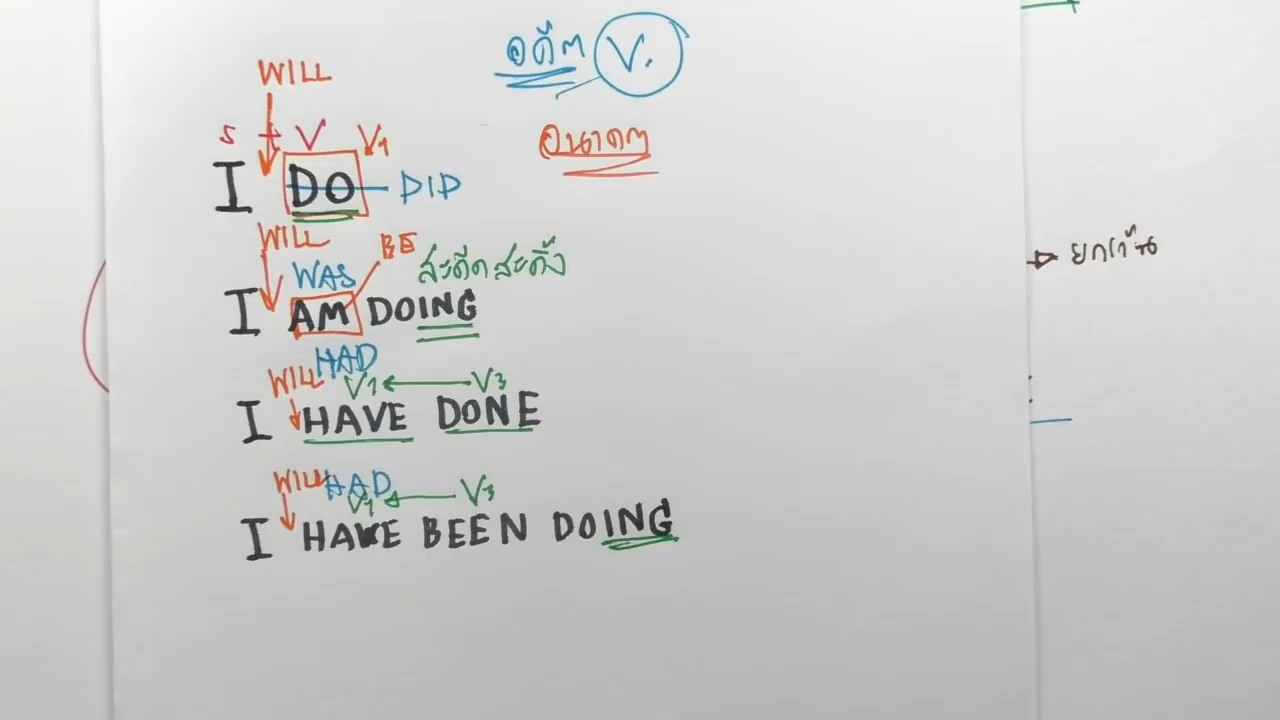 อดีต V.
WILL
อนาคต
S + V V1
I DO DID
WILL BE
WAS สะดีดสะดิ้ง
ยกเว้น
I AM DOING
HAD
WILL V1 V3
I HAVE DONE
WILL HAD
V1 V3
I HAVE BEEN DOING